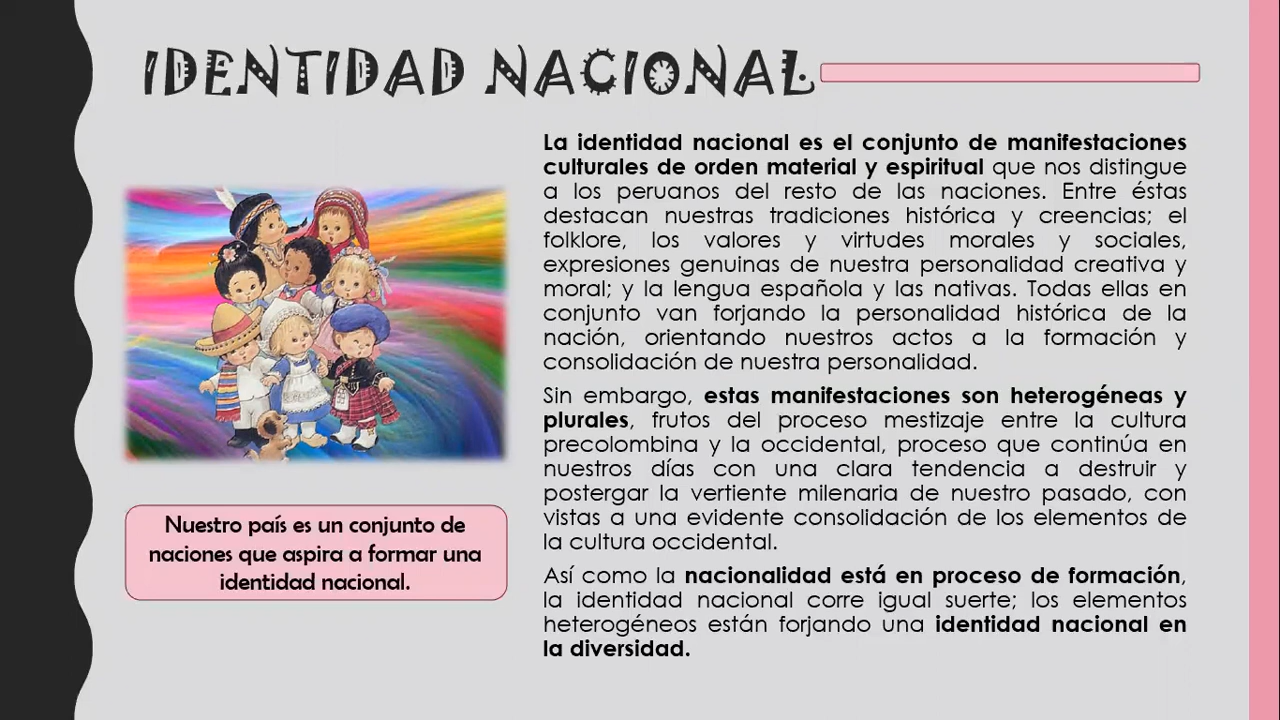 IDENTIDAD NACIONAL
La identidad nacional es el conjunto de manifestaciones
culturales de orden material y espiritual que nos distingue
a los peruanos del resto de las naciones. Entre éstas
destacan nuestras tradiciones histórica y creencias; el
folklore, los valores y virtudes morales y sociales,
expresiones genuinas de nuestra personalidad creativa y
moral; y la lengua española y las nativas. Todas ellas en
conjunto van forjando la personalidad histórica de la
nación, orientando nuestros actos a la formación y
consolidación de nuestra personalidad.
Sin embargo, estas manifestaciones son heterogéneas y
plurales, frutos del proceso mestizaje entre la cultura
precolombina y la occidental, proceso que continúa en
nuestros días con una clara tendencia a destruir y
postergar la vertiente milenaria de nuestro pasado, con
vistas a una evidente consolidación de los elementos de
la cultura occidental.
Así como la nacionalidad está en proceso de formación,
la identidad nacional corre igual suerte; los elementos
heterogéneos están forjando una identidad nacional en
la diversidad.
Nuestro país es un conjunto de
naciones que aspira a formar una
identidad nacional.